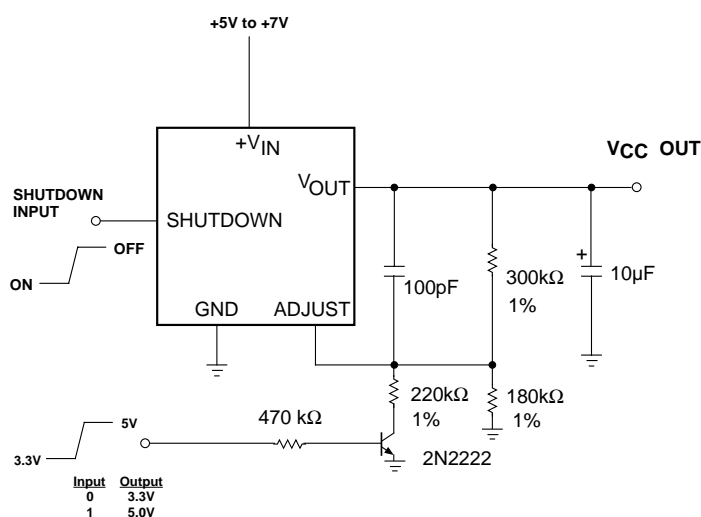 +5V to +7V
+VIN
VCC OUT
VOUT
SHUTDOWN
INPUT
SHUTDOWN
OFF
ON
100pF
300kΩ
1%
+
10µF
GND
ADJUST
220kΩ
1%
180kΩ
1%
470 kΩ
5V
3.3V
2N2222
Input Output
0 3.3V
1 5.0V